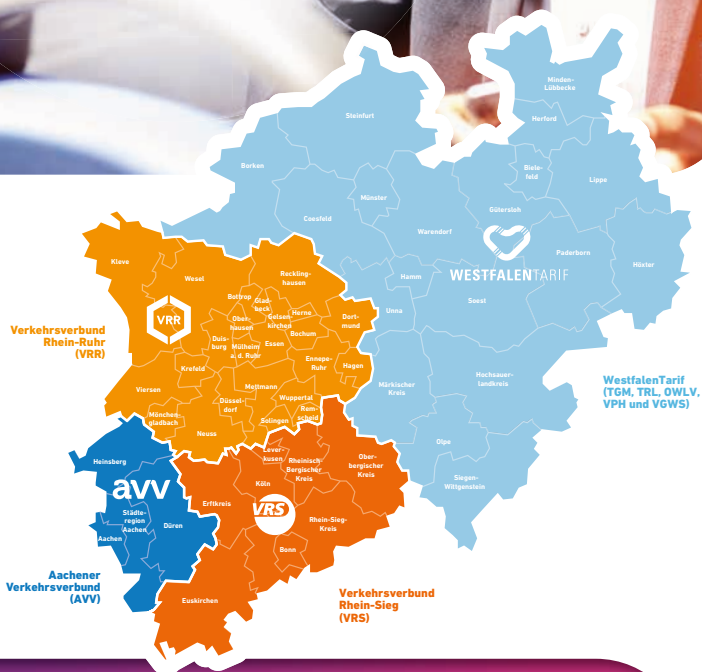 Minden-
Lübbecke
Steinfurt
Herford
Borken
Biele-
feld
Lippe
Münster
Coesfeld
Gütersloh
Warendorf
Paderborn
Höxter
WESTFALENTARIF
Hamm
Soest
Unna
Hochsauer-
landkreis
Märkischer
Kreis
Olpe
Siegen-
Wittgenstein
WestfalenTarif
(TGM, TRL, OWLV,
VPH und VGWS)
Kleve
Wesel
Reckling-
hausen
Bottrop
Glad-
beck
VRR
Ober-
hausen
Gelsen-
kirchen
Herne
Dort-
mund
Bochum
Duis-
burg
Mülheim
a. d. Ruhr
Essen
Ennepe-
Ruhr
Hagen
Krefeld
Viersen
Mettmann
Wuppertal
Düssel-
dorf
Rem-
scheid
Mönchen-
gladbach
Solingen
Neuss
Verkehrsverbund
Rhein-Ruhr
(VRR)
Heinsberg
avv
Städte-
region
Aachen
Aachen
Düren
Aachener
Verkehrsverbund
(AVV)
Lever-
kusen
Rheinisch
Bergischer
Kreis
Ober-
bergischer
Kreis
Köln
Erftkreis
VRS
Rhein-Sieg-
Kreis
Bonn
Euskirchen
Verkehrsverbund
Rhein-Sieg
(VRS)